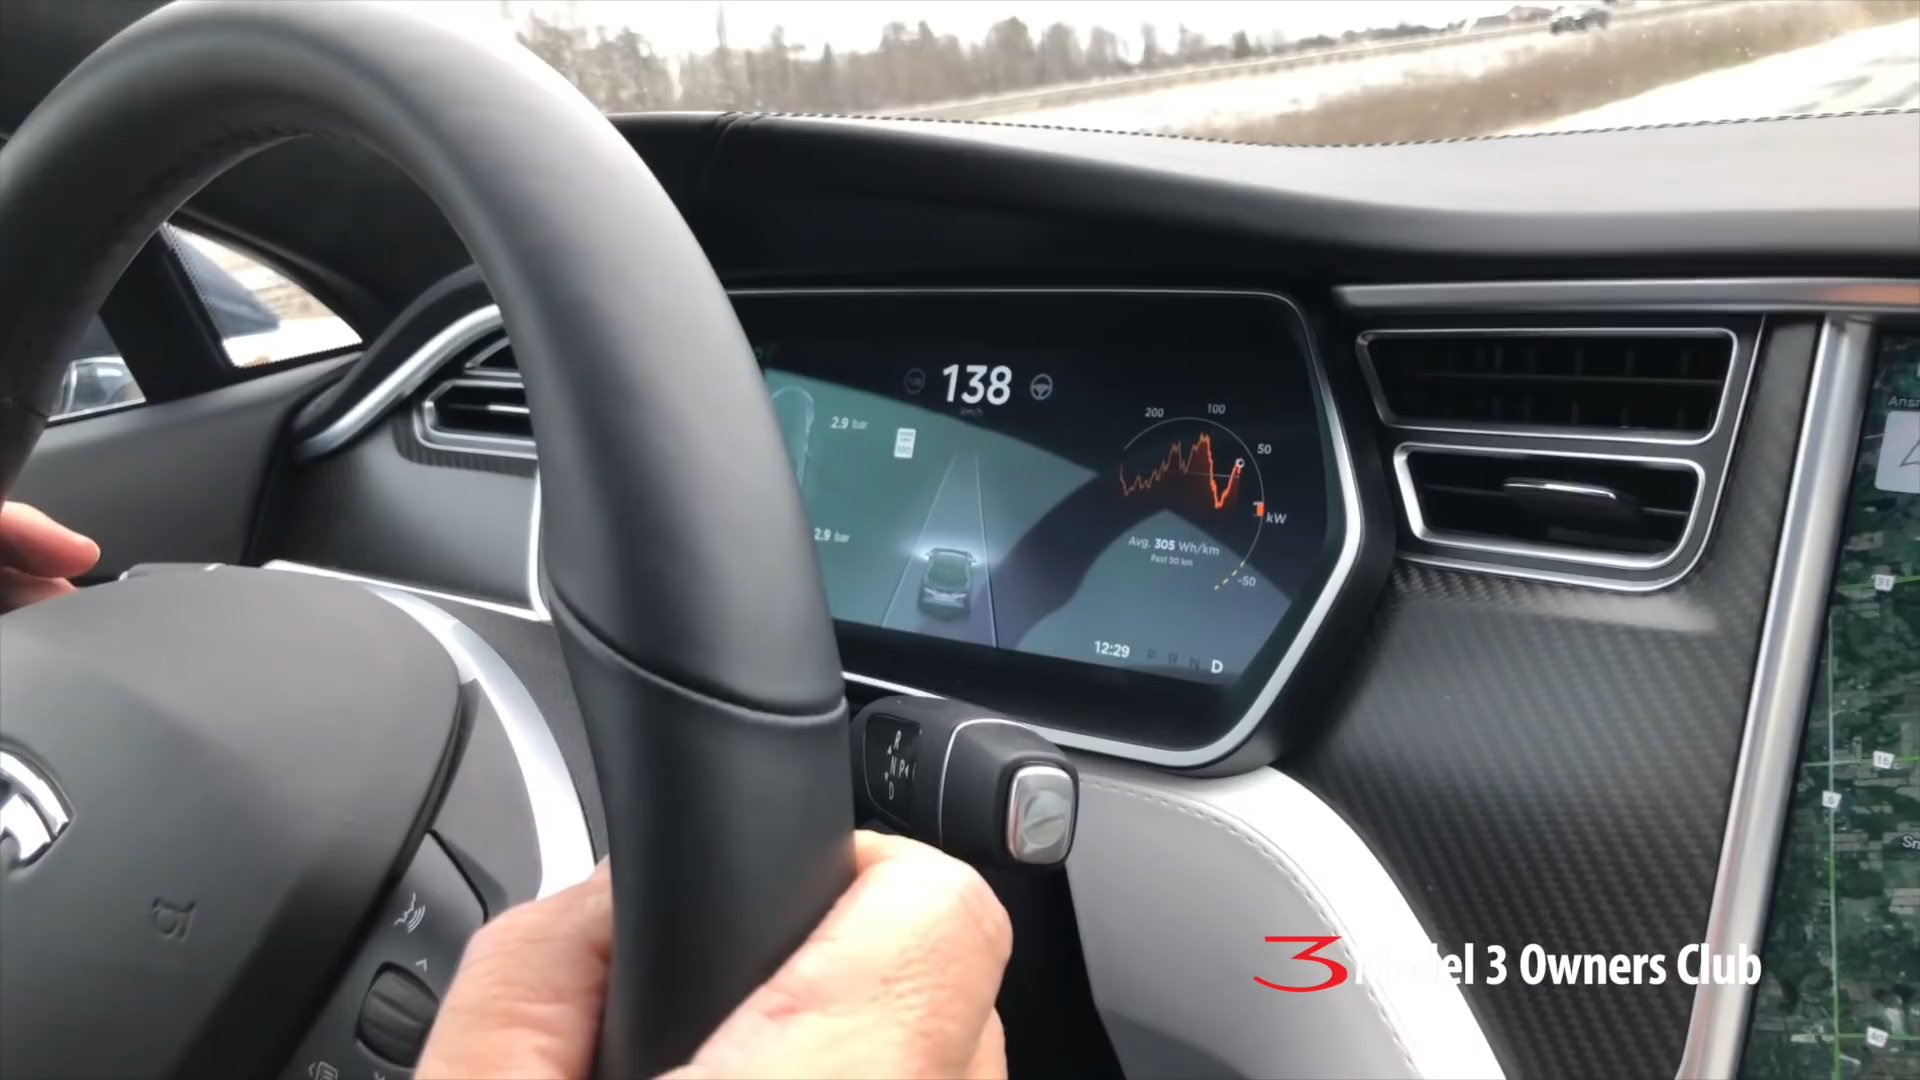 138
km/h
2.9 bar
2.9 bar
200
100
50
kW
-50
Avg. 305 Wh/km
Past 50 km
12:29 P R N D
R
N P
D
3 Model 3 Owners Club